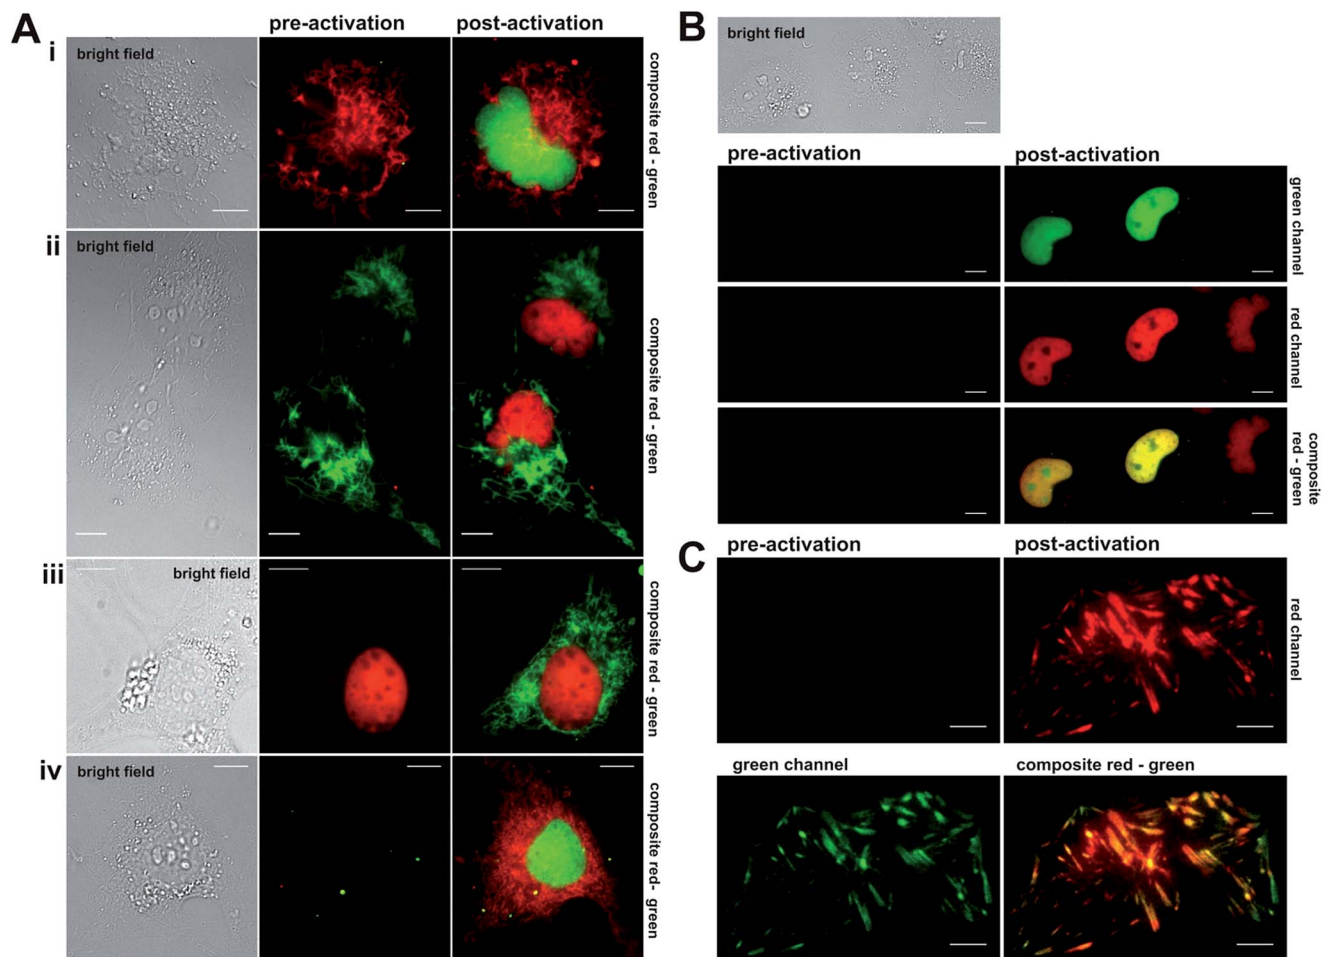 A
pre-activation
post-activation
i
bright field
composite red - green
ii
bright field
composite red - green
iii
bright field
composite red - green
iv
bright field
composite red- green
B
bright field
pre-activation
post-activation
green channel
red channel
composite
red - green
C
pre-activation
post-activation
red channel
green channel
composite red - green